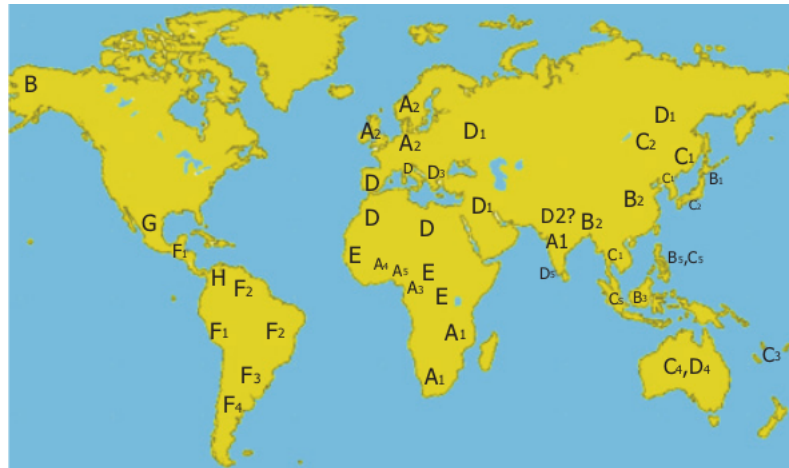 B
A2
D1
D1
A2
A2
C2
C1
D
D3
C1
B1
D
D1
B2
C2
G
D
D
D2?
B2
F1
E
A4
A5
E
A1
C1
B5,C5
H
F2
A3
E
D5
C5
B3
F1
F2
A1
C3
F3
A1
C4,D4
F4